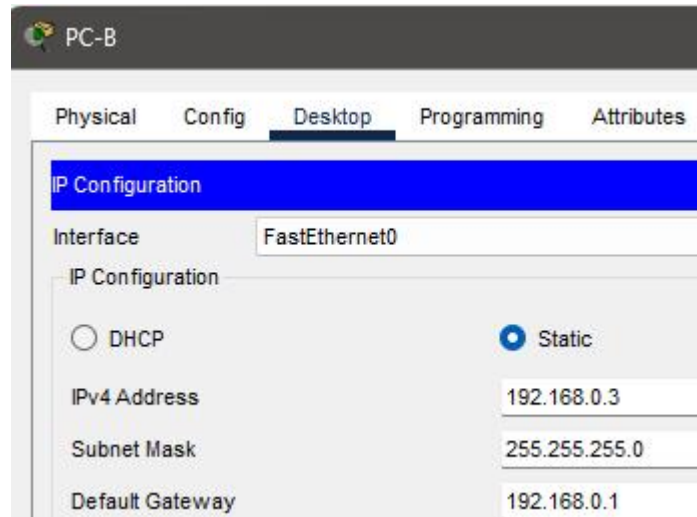 PC-B
Physical Config Desktop Programming Attributes
IP Configuration
Interface FastEthernet0
IP Configuration
DHCP Static
IPv4 Address 192.168.0.3
Subnet Mask 255.255.255.0
Default Gateway 192.168.0.1